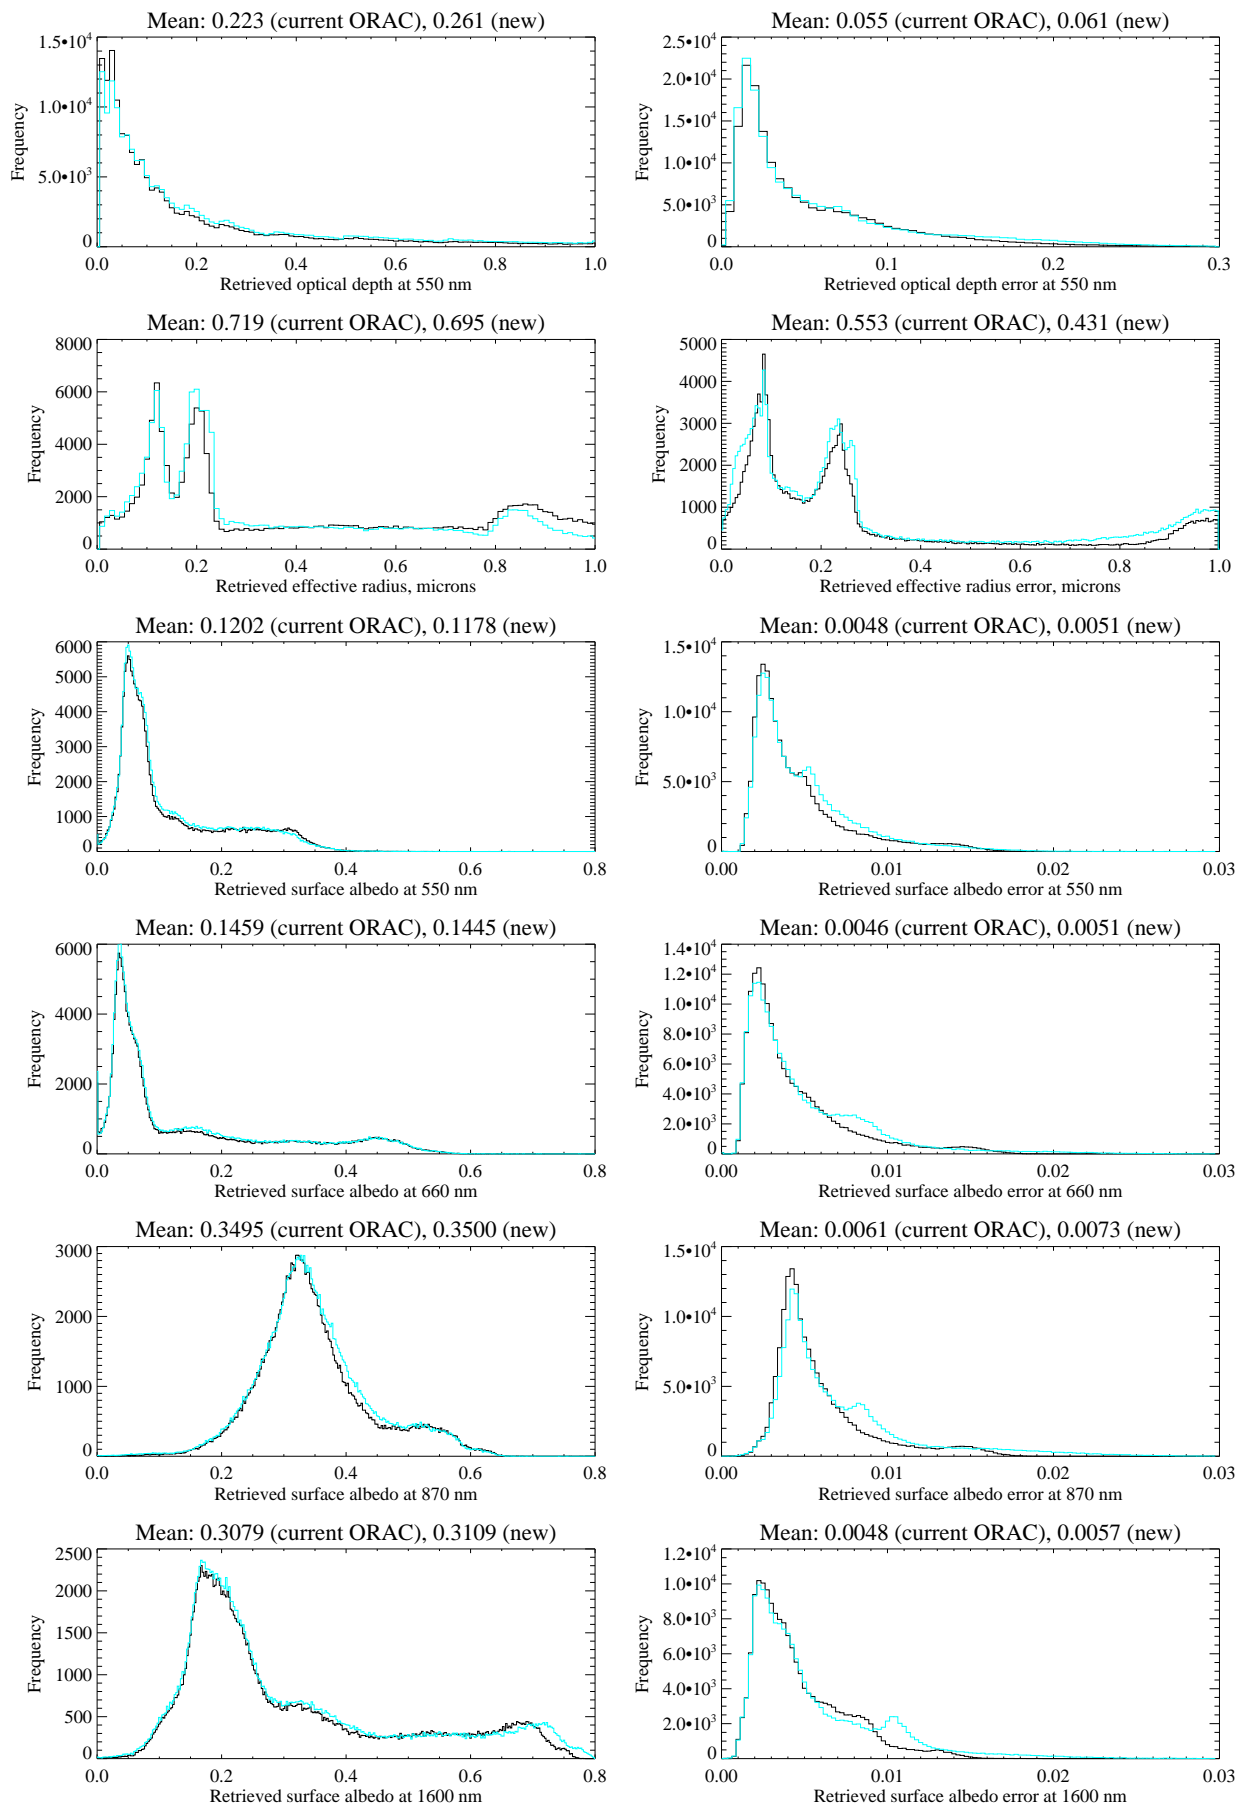 Mean: 0.223 (current ORAC), 0.261 (new)
1.5•10⁴
1.0•10⁴
5.0•10³
0
Frequency
0.0 0.2 0.4 0.6 0.8 1.0
Retrieved optical depth at 550 nm
Mean: 0.055 (current ORAC), 0.061 (new)
2.5•10⁴
2.0•10⁴
1.5•10⁴
1.0•10⁴
5.0•10³
0
Frequency
0.0 0.1 0.2 0.3
Retrieved optical depth error at 550 nm
Mean: 0.719 (current ORAC), 0.695 (new)
8000
6000
4000
2000
0
Frequency
0.0 0.2 0.4 0.6 0.8 1.0
Retrieved effective radius, microns
Mean: 0.553 (current ORAC), 0.431 (new)
5000
4000
3000
2000
1000
0
Frequency
0.0 0.2 0.4 0.6 0.8 1.0
Retrieved effective radius error, microns
Mean: 0.1202 (current ORAC), 0.1178 (new)
6000
5000
4000
3000
2000
1000
0
Frequency
0.0 0.2 0.4 0.6 0.8
Retrieved surface albedo at 550 nm
Mean: 0.0048 (current ORAC), 0.0051 (new)
1.5•10⁴
1.0•10⁴
5.0•10³
0
Frequency
0.00 0.01 0.02 0.03
Retrieved surface albedo error at 550 nm
Mean: 0.1459 (current ORAC), 0.1445 (new)
6000
4000
2000
0
Frequency
0.0 0.2 0.4 0.6 0.8
Retrieved surface albedo at 660 nm
Mean: 0.0046 (current ORAC), 0.0051 (new)
1.4•10⁴
1.2•10⁴
1.0•10⁴
8.0•10³
6.0•10³
4.0•10³
2.0•10³
0
Frequency
0.00 0.01 0.02 0.03
Retrieved surface albedo error at 660 nm
Mean: 0.3495 (current ORAC), 0.3500 (new)
3000
2000
1000
0
Frequency
0.0 0.2 0.4 0.6 0.8
Retrieved surface albedo at 870 nm
Mean: 0.0061 (current ORAC), 0.0073 (new)
1.5•10⁴
1.0•10⁴
5.0•10³
0
Frequency
0.00 0.01 0.02 0.03
Retrieved surface albedo error at 870 nm
Mean: 0.3079 (current ORAC), 0.3109 (new)
2500
2000
1500
1000
500
0
Frequency
0.0 0.2 0.4 0.6 0.8
Retrieved surface albedo at 1600 nm
Mean: 0.0048 (current ORAC), 0.0057 (new)
1.2•10⁴
1.0•10⁴
8.0•10³
6.0•10³
4.0•10³
2.0•10³
0
Frequency
0.00 0.01 0.02 0.03
Retrieved surface albedo error at 1600 nm